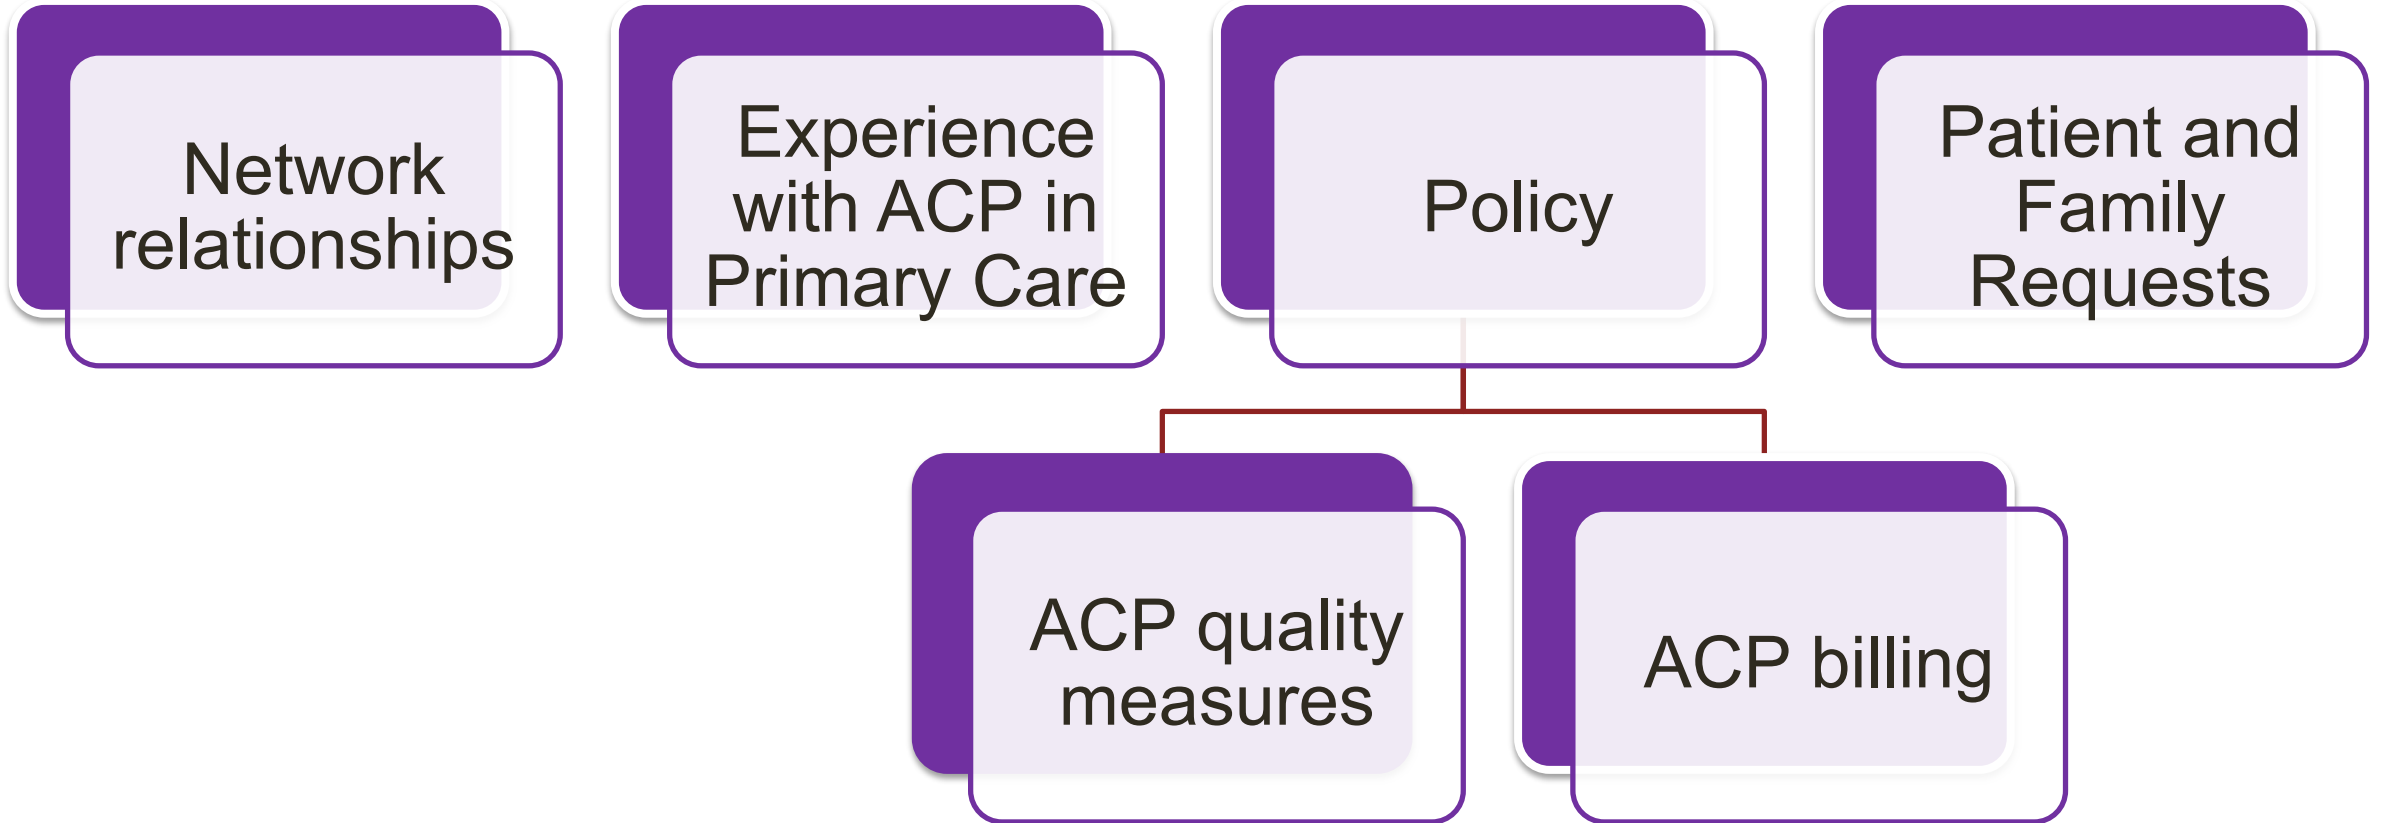 Network
relationships
Experience
with ACP in
Primary Care
Policy
Patient and
Family
Requests
ACP quality
measures
ACP billing